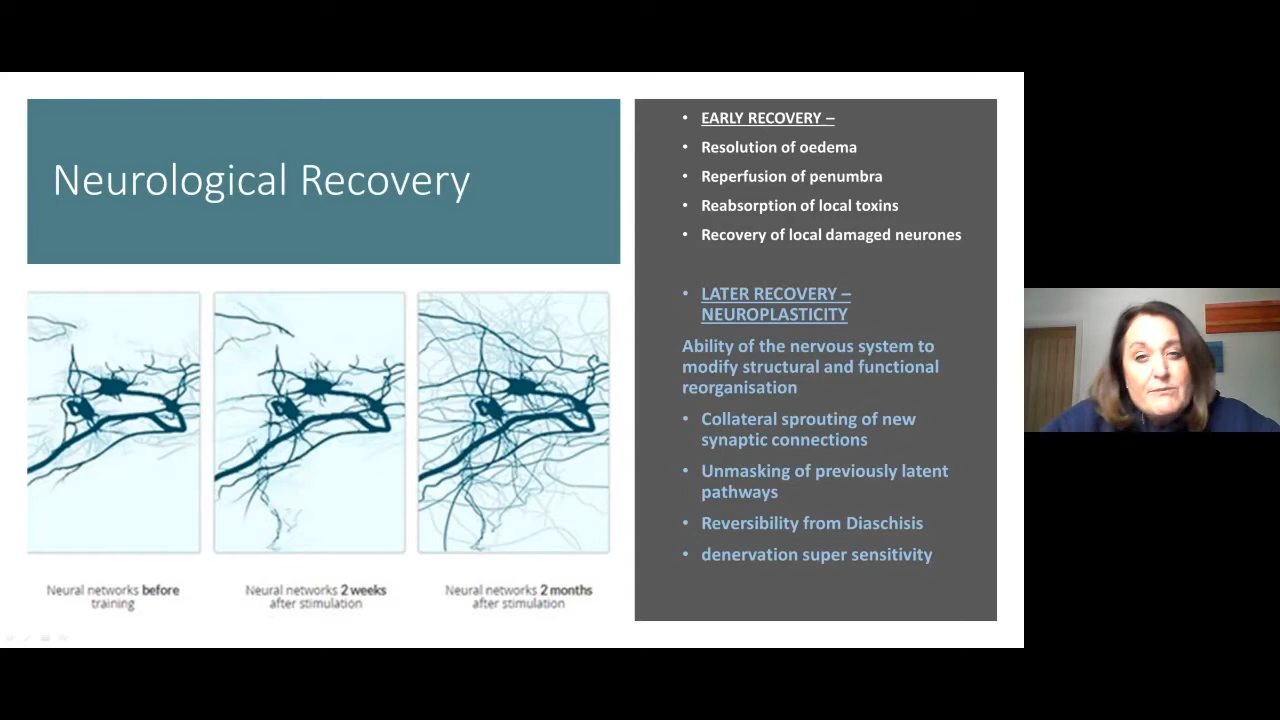 Neurological Recovery
Neural networks before
training
Neural networks 2 weeks
after stimulation
Neural networks 2 months
after stimulation
• EARLY RECOVERY –
• Resolution of oedema
• Reperfusion of penumbra
• Reabsorption of local toxins
• Recovery of local damaged neurones
• LATER RECOVERY –
NEUROPLASTICITY
Ability of the nervous system to
modify structural and functional
reorganisation
• Collateral sprouting of new
synaptic connections
• Unmasking of previously latent
pathways
• Reversibility from Diaschisis
• denervation super sensitivity